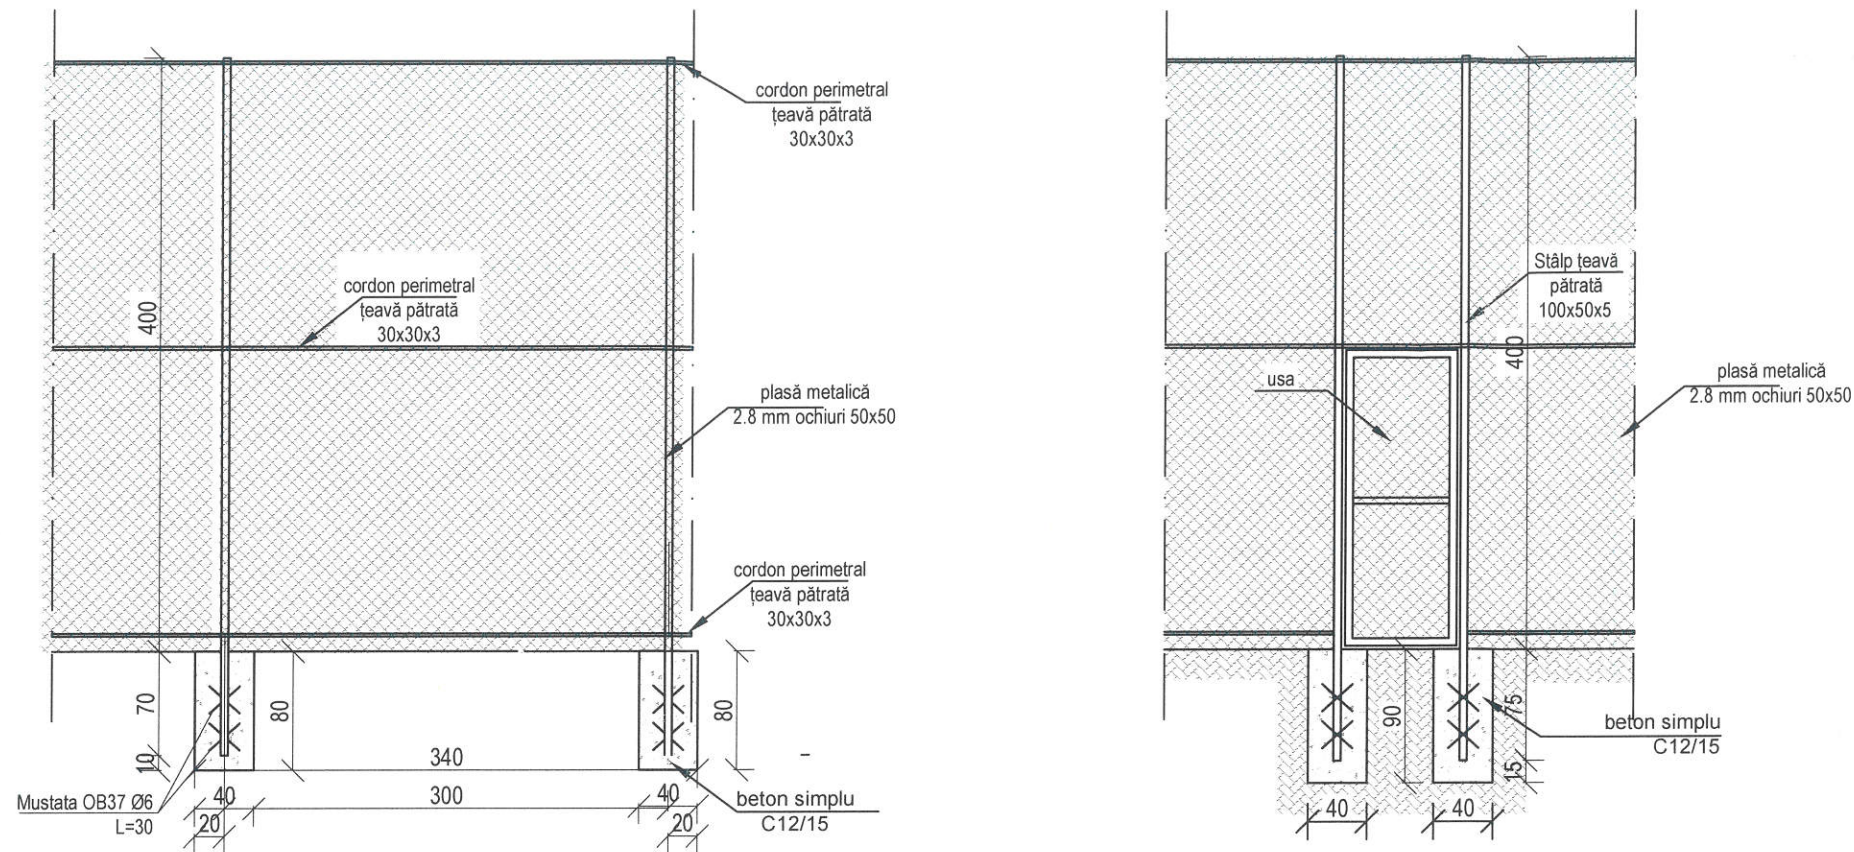 cordon perimetral
țeavă pătrată
30x30x3
cordon perimetral
țeavă pătrată
30x30x3
400
plasă metalică
2.8 mm ochiuri 50x50
cordon perimetral
țeavă pătrată
30x30x3
70
10
80
80
340
300
40
40
20
20
Mustata OB37 Ø6
L=30
beton simplu
C12/15
Stâlp țeavă
pătrată
100x50x5
400
usa
plasă metalică
2.8 mm ochiuri 50x50
90
75
15
beton simplu
C12/15
40
40